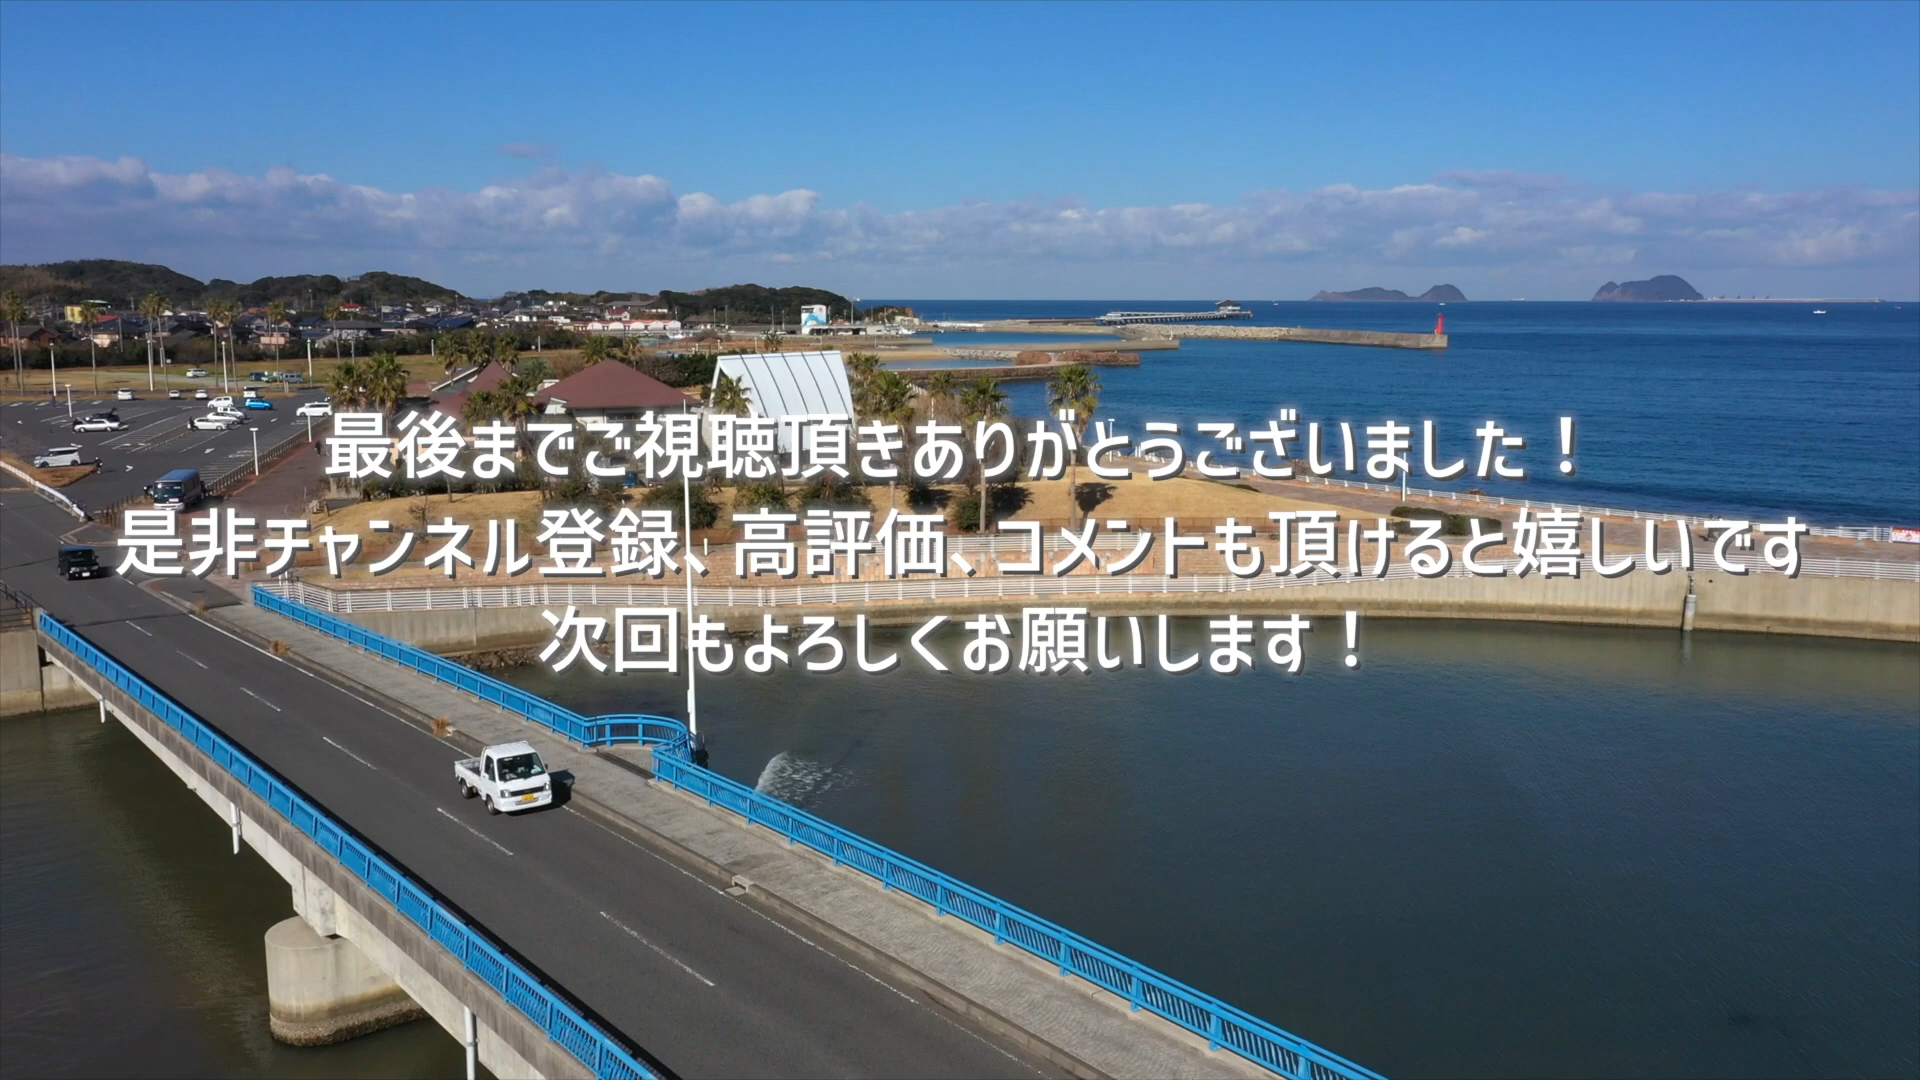 最後までご視聴頂きありがとうございました！
是非チャンネル登録、高評価、コメントも頂けると嬉しいです
次回もよろしくお願いします！